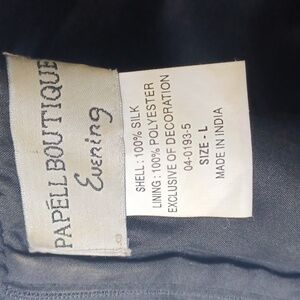 PAPELL BOUTIQUE
Evening
SHELL : 100% SILK
LINING : 100% POLYESTER
EXCLUSIVE OF DECORATION
04-0193-5
SIZE - L
MADE IN INDIA